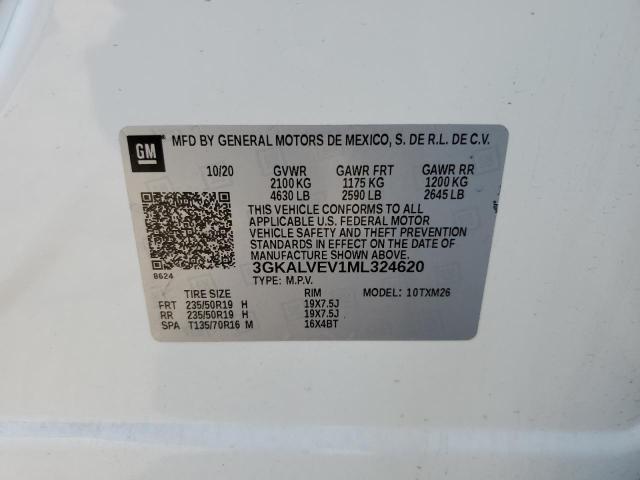 GM
MFD BY GENERAL MOTORS DE MEXICO, S. DE R.L. DE C.V.
10/20 GVWR GAWR FRT GAWR RR
2100 KG 1175 KG 1200 KG
4630 LB 2590 LB 2645 LB
THIS VEHICLE CONFORMS TO ALL
APPLICABLE U.S. FEDERAL MOTOR
VEHICLE SAFETY AND THEFT PREVENTION
STANDARDS IN EFFECT ON THE DATE OF
MANUFACTURE SHOWN ABOVE.
3GKALVEV1ML324620
8624
TYPE: M.P.V.
TIRE SIZE RIM MODEL: 10TXM26
FRT 235/50R19 H 19X7.5J
RR 235/50R19 H 19X7.5J
SPA T135/70R16 M 16X4BT